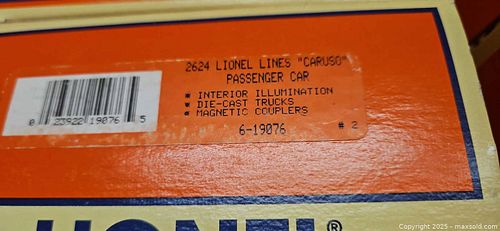 2624 LIONEL LINES "CARUSO"
PASSENGER CAR
* INTERIOR ILLUMINATION
* DIE-CAST TRUCKS
* MAGNETIC COUPLERS
6-19076 # 2
0 23922 19076 5
LIONEL®
Copyright 2025 - maxsold.com